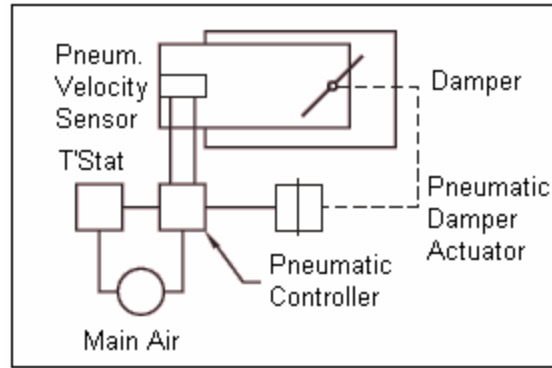 Pneum.
Velocity
Sensor
Damper
T'Stat
Pneumatic
Damper
Actuator
Pneumatic
Controller
Main Air